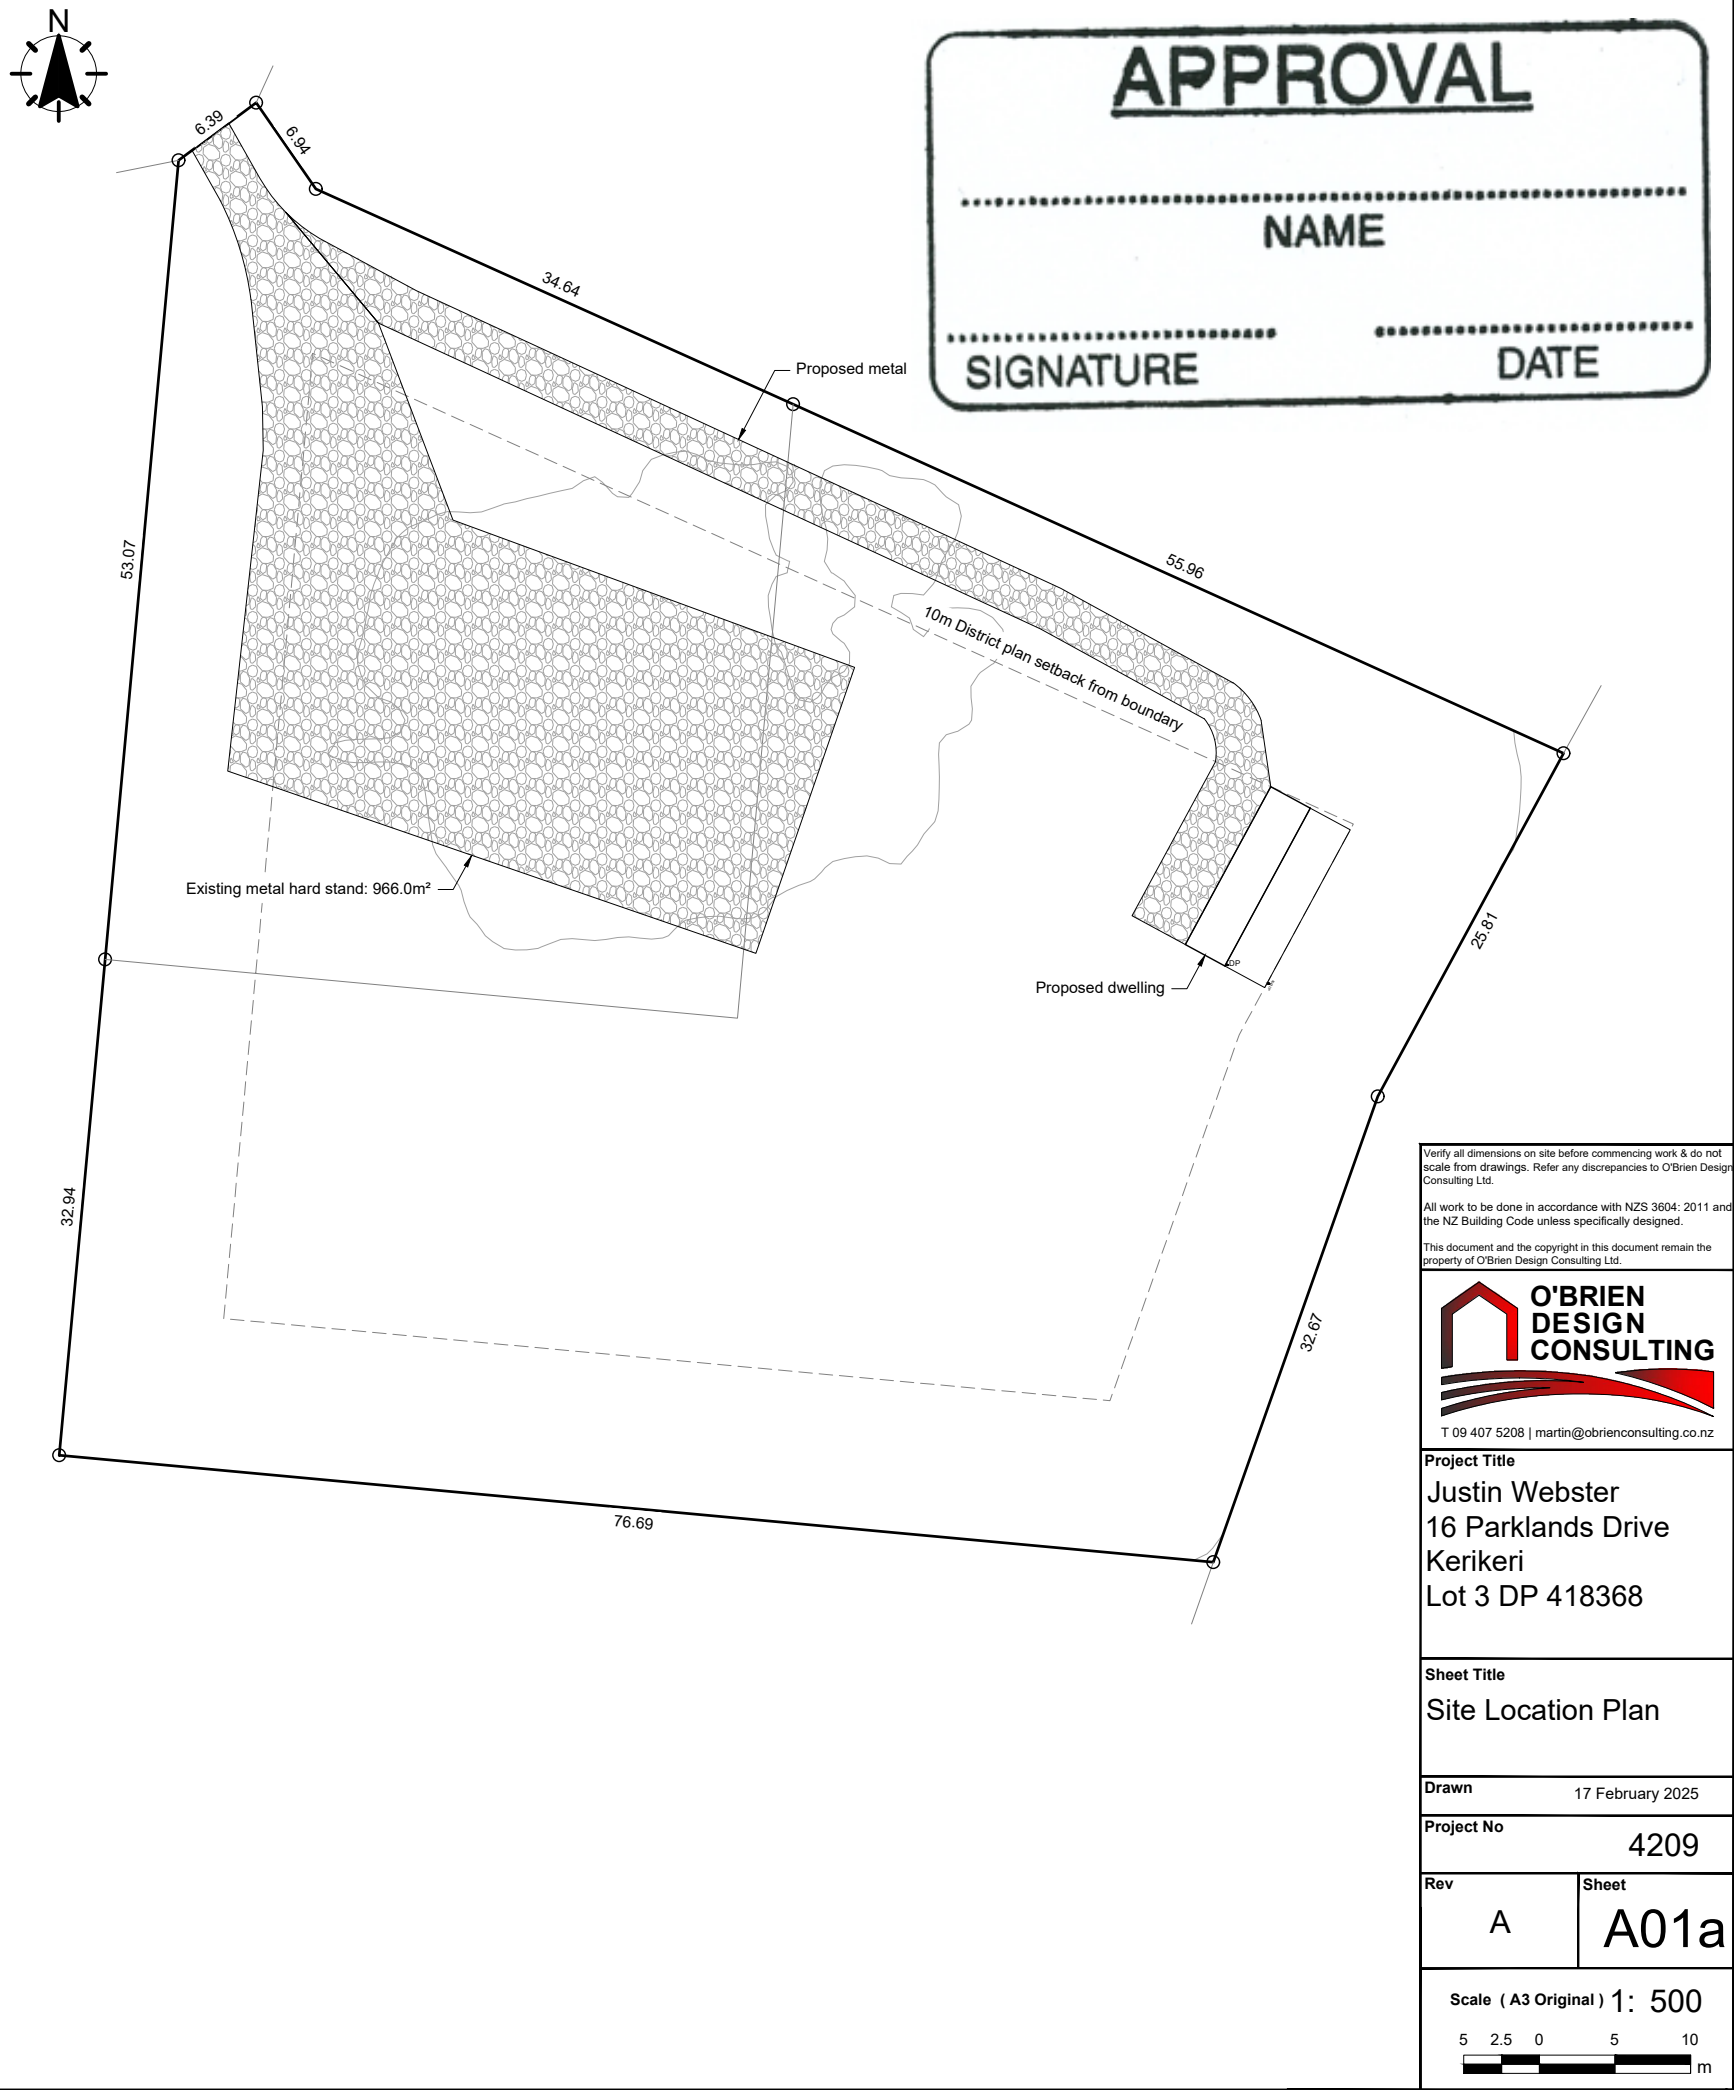 N
APPROVAL
NAME
SIGNATURE
DATE
6.39
6.94
34.64
Proposed metal
53.07
55.96
10m District plan setback from boundary
Existing metal hard stand: 966.0m²
25.81
DP
Proposed dwelling
32.94
32.67
76.69
Verify all dimensions on site before commencing work & do not
scale from drawings. Refer any discrepancies to O'Brien Design
Consulting Ltd.
All work to be done in accordance with NZS 3604: 2011 and
the NZ Building Code unless specifically designed.
This document and the copyright in this document remain the
property of O'Brien Design Consulting Ltd.
O'BRIEN
DESIGN
CONSULTING
T 09 407 5208 | martin@obrienconsulting.co.nz
Project Title
Justin Webster
16 Parklands Drive
Kerikeri
Lot 3 DP 418368
Sheet Title
Site Location Plan
Drawn 17 February 2025
Project No 4209
Rev A
Sheet A01a
Scale ( A3 Original ) 1: 500
5 2.5 0 5 10
m